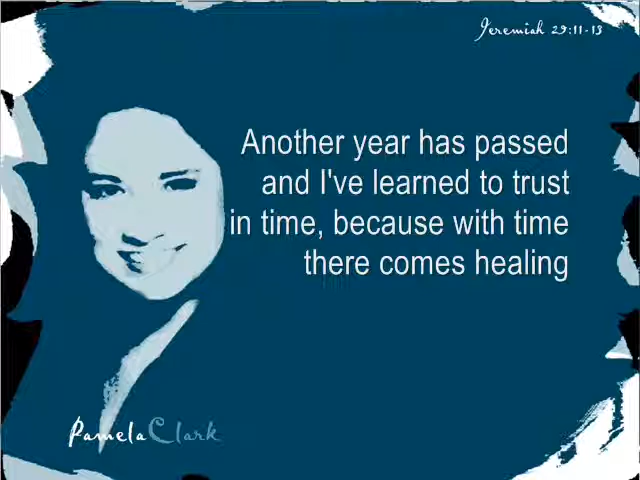 Jeremiah 29:11-13
Another year has passed
and I've learned to trust
in time, because with time
there comes healing
PamelaClark